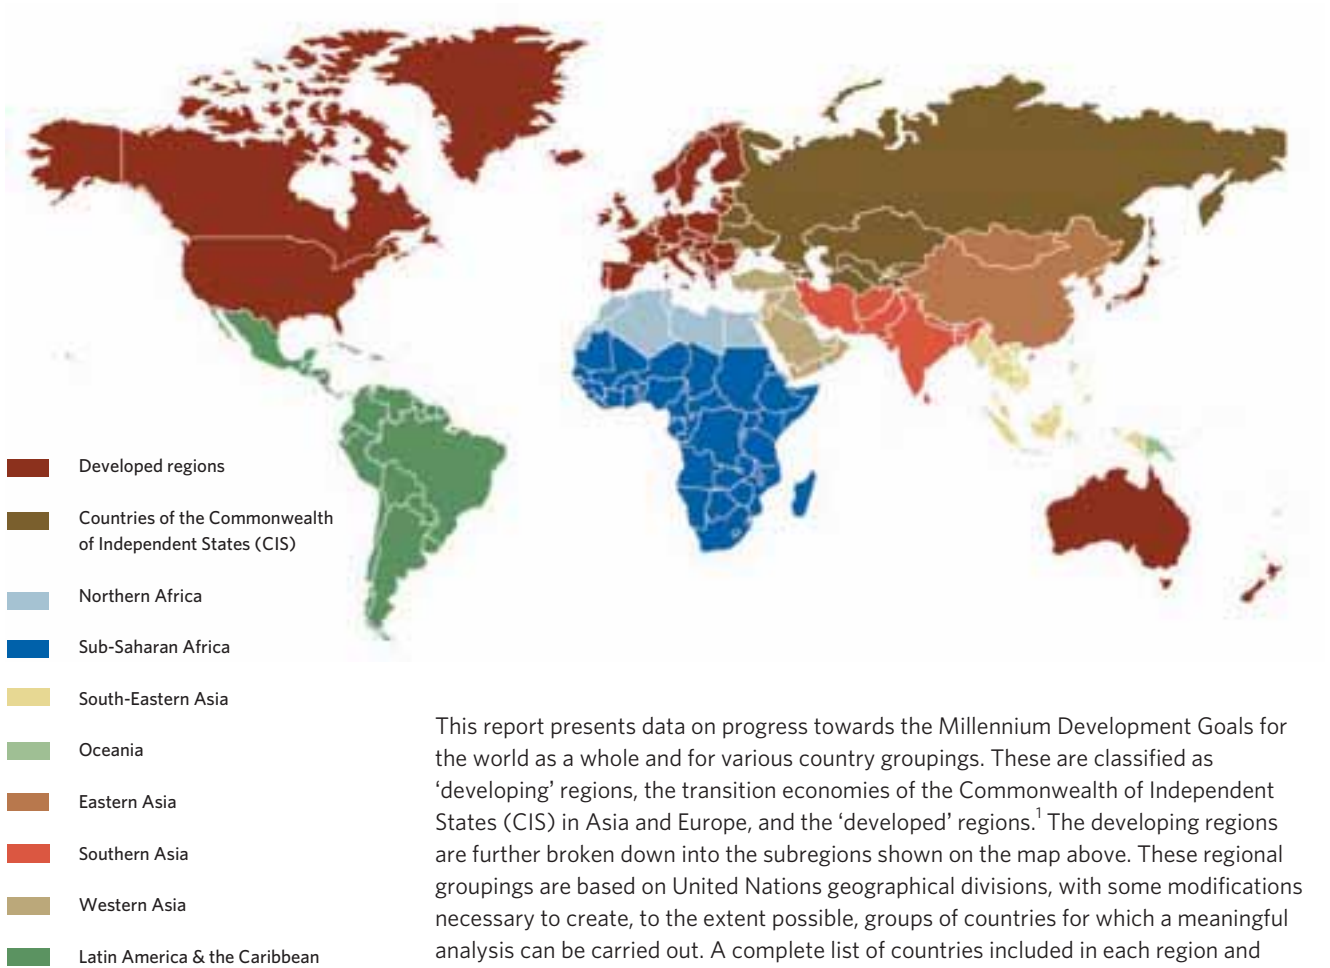 Developed regions
Countries of the Commonwealth
of Independent States (CIS)
Northern Africa
Sub-Saharan Africa
South-Eastern Asia
Oceania
Eastern Asia
Southern Asia
Western Asia
Latin America & the Caribbean
This report presents data on progress towards the Millennium Development Goals for
the world as a whole and for various country groupings. These are classified as
‘developing’ regions, the transition economies of the Commonwealth of Independent
States (CIS) in Asia and Europe, and the ‘developed’ regions.¹ The developing regions
are further broken down into the subregions shown on the map above. These regional
groupings are based on United Nations geographical divisions, with some modifications
necessary to create, to the extent possible, groups of countries for which a meaningful
analysis can be carried out. A complete list of countries included in each region and